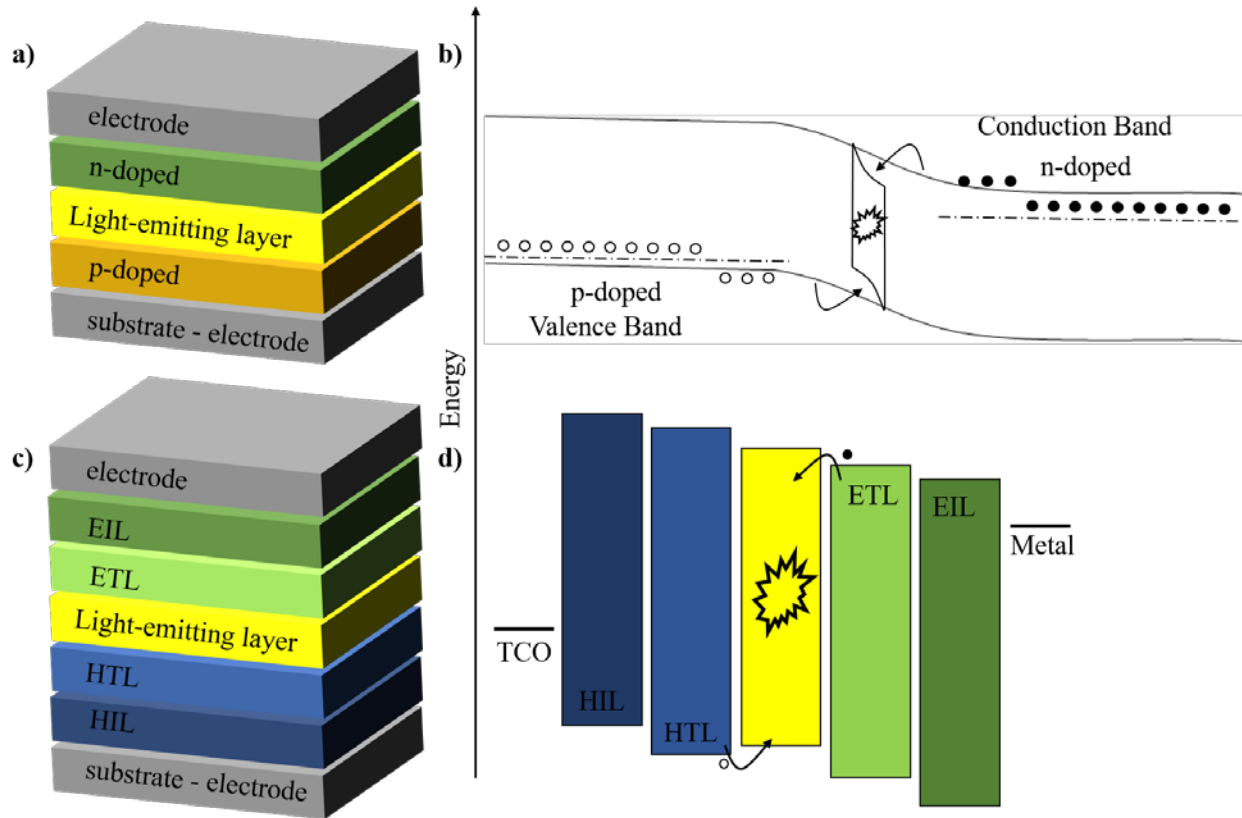 a)
electrode
n-doped
Light-emitting layer
p-doped
substrate - electrode
b)
Energy
Conduction Band
n-doped
p-doped
Valence Band
c)
electrode
EIL
ETL
Light-emitting layer
HTL
HIL
substrate - electrode
d)
TCO
HIL
HTL
ETL
EIL
Metal